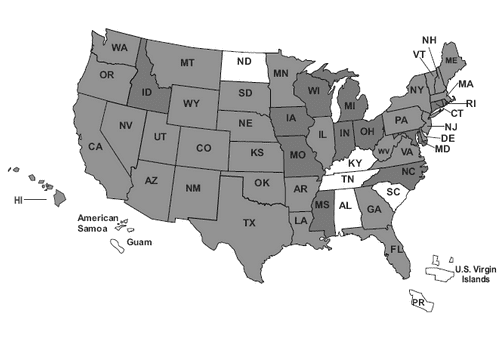 NH
VT
WA
MT
ND
MN
ME
OR
ID
WI
MA
SD
NY
WY
MI
RI
CT
IA
PA
NE
NJ
NV
OH
IL
IN
DE
UT
MD
CA
CO
WV
VA
KS
MO
KY
NC
TN
AZ
OK
NM
AR
SC
HI
MS
AL
GA
TX
LA
American
Samoa
Guam
FL
U.S. Virgin
Islands
PR